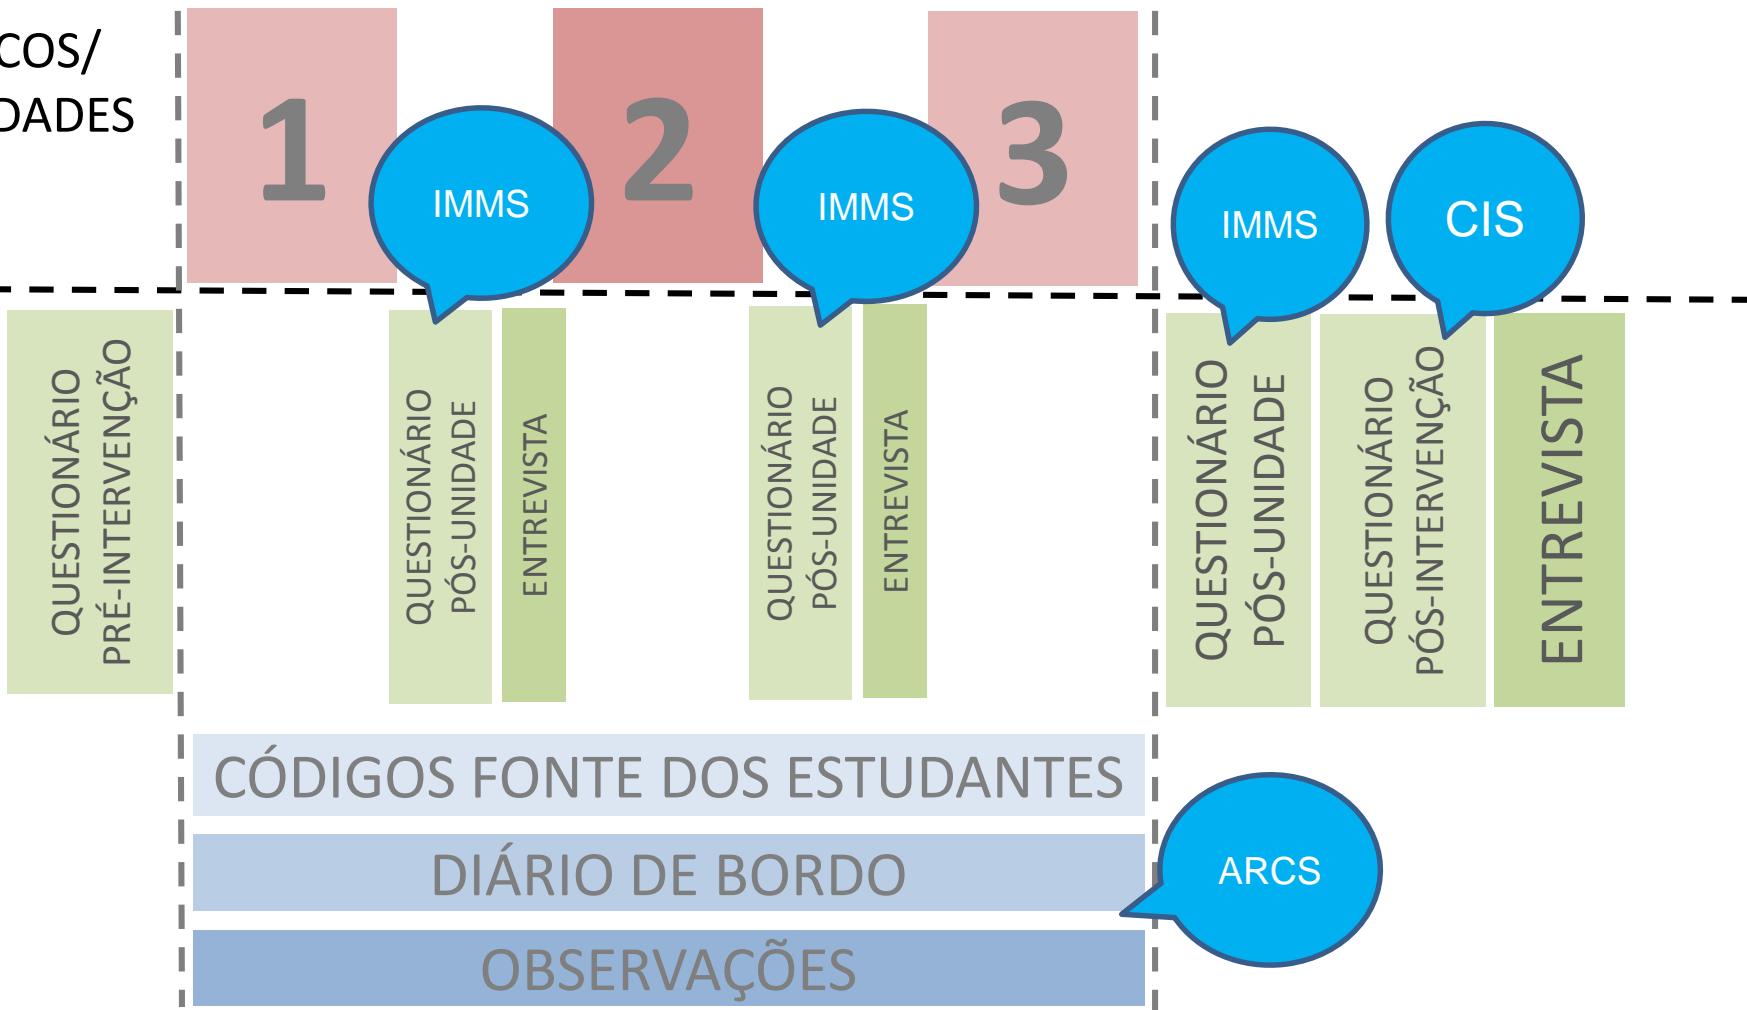 COS/
DADES
1
2
3
IMMS
IMMS
IMMS
CIS
QUESTIONÁRIO
PRÉ-INTERVENÇÃO
QUESTIONÁRIO
PÓS-UNIDADE
ENTREVISTA
QUESTIONÁRIO
PÓS-UNIDADE
ENTREVISTA
QUESTIONÁRIO
PÓS-UNIDADE
QUESTIONÁRIO
PÓS-INTERVENÇÃO
ENTREVISTA
CÓDIGOS FONTE DOS ESTUDANTES
DIÁRIO DE BORDO
ARCS
OBSERVAÇÕES